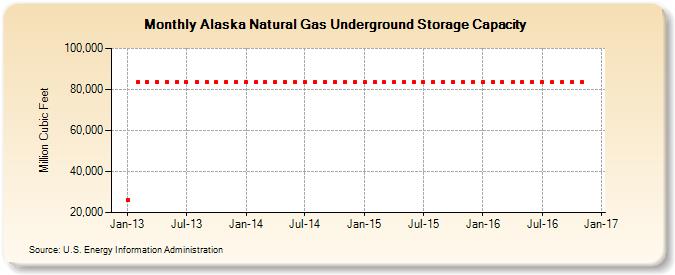 Monthly Alaska Natural Gas Underground Storage Capacity
Million Cubic Feet
100,000
80,000
60,000
40,000
20,000
Jan-13 Jul-13 Jan-14 Jul-14 Jan-15 Jul-15 Jan-16 Jul-16 Jan-17
Source: U.S. Energy Information Administration